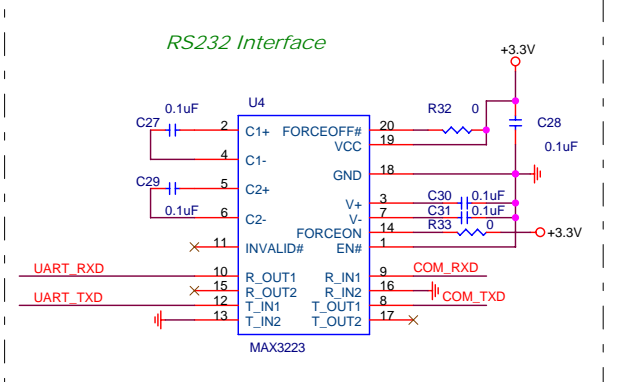 RS232 Interface
+3.3V
U4
0.1uF
C27
R32 0
C28
0.1uF
2 C1+ FORCEOFF# 20
VCC 19
4 C1- GND 18
C29
5 C2+ V+ 3 C30 0.1uF
0.1uF
6 C2- V- 7 C31 0.1uF
FORCEON 14 R33 0 +3.3V
11 INVALID# EN# 1
UART_RXD 10 R_OUT1 R_IN1 9 COM_RXD
15 R_OUT2 R_IN2 16
UART_TXD 12 T_IN1 T_OUT1 8 COM_TXD
13 T_IN2 T_OUT2 17
MAX3223